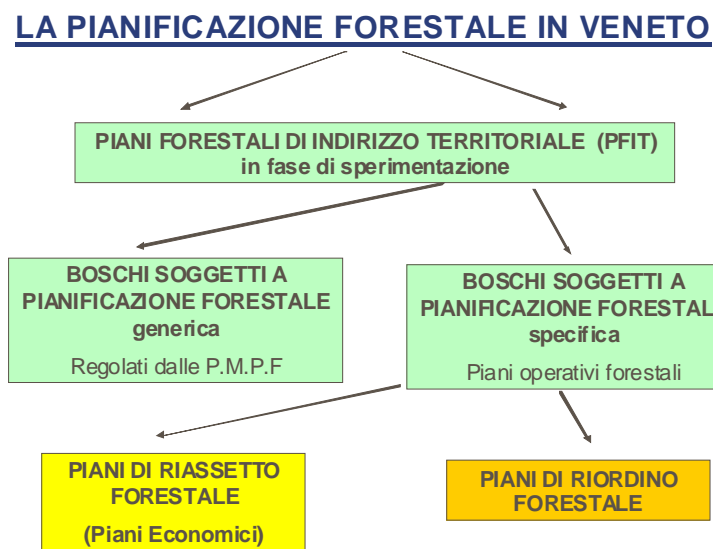 LA PIANIFICAZIONE FORESTALE IN VENETO
PIANI FORESTALI DI INDIRIZZO TERRITORIALE (PFIT)
in fase di sperimentazione
BOSCHI SOGGETTI A
PIANIFICAZIONE FORESTALE
generica
Regolati dalle P.M.P.F
BOSCHI SOGGETTI A
PIANIFICAZIONE FORESTAL
specifica
Piani operativi forestali
PIANI DI RIASSETTO
FORESTALE
(Piani Economici)
PIANI DI RIORDINO
FORESTALE